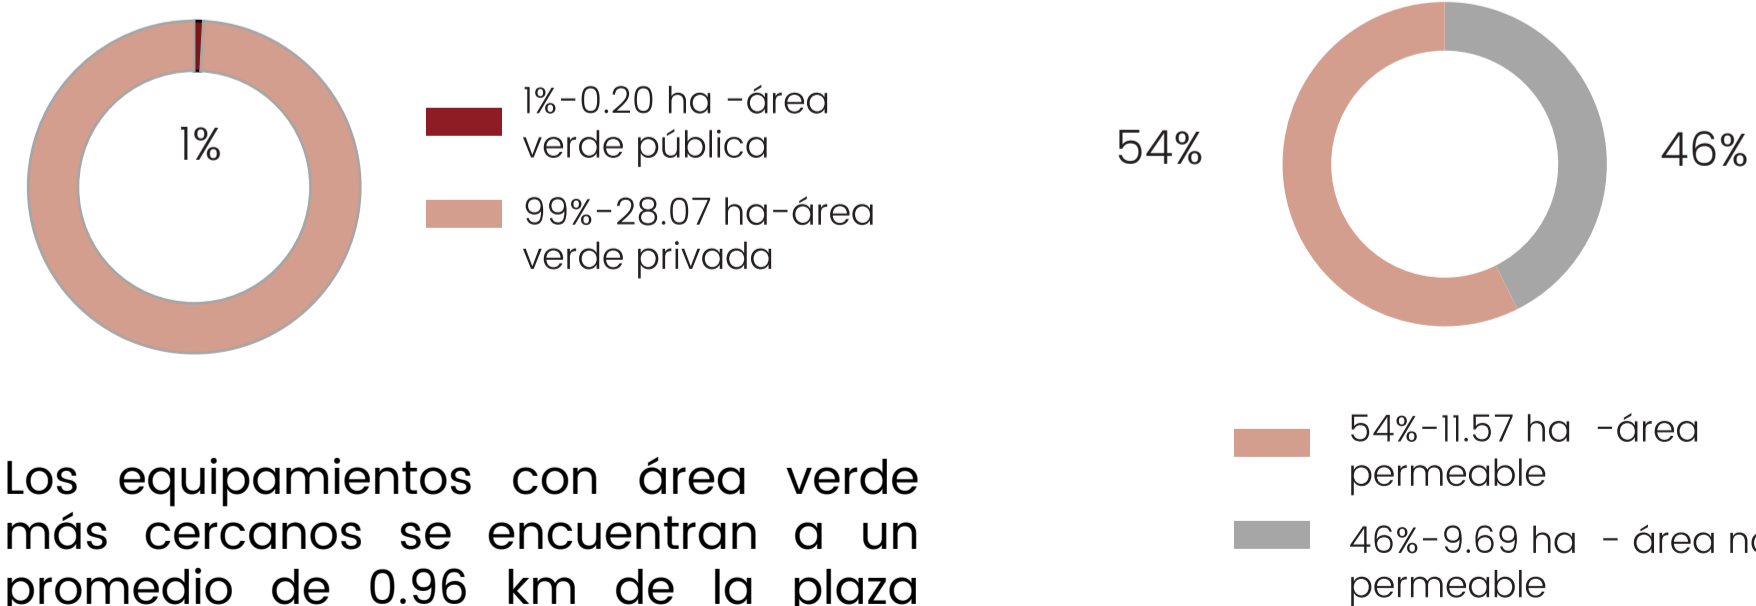 1%
1%-0.20 ha -área
verde pública
99%-28.07 ha-área
verde privada
Los equipamientos con área verde
más cercanos se encuentran a un
promedio de 0.96 km de la plaza
54%
46%
54%-11.57 ha -área
permeable
46%-9.69 ha - área no
permeable